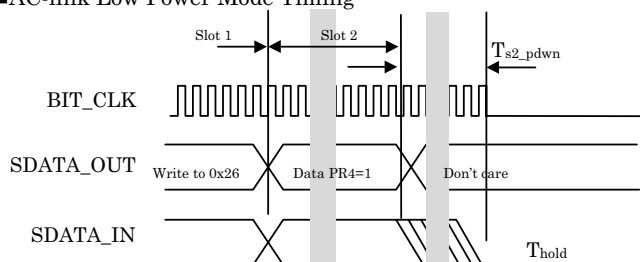 ■AC-link Low Power Mode Timing
Slot 1
Slot 2
Ts2_pdwn
BIT_CLK
SDATA_OUT
Write to 0x26
Data PR4=1
Don't care
SDATA_IN
Thold